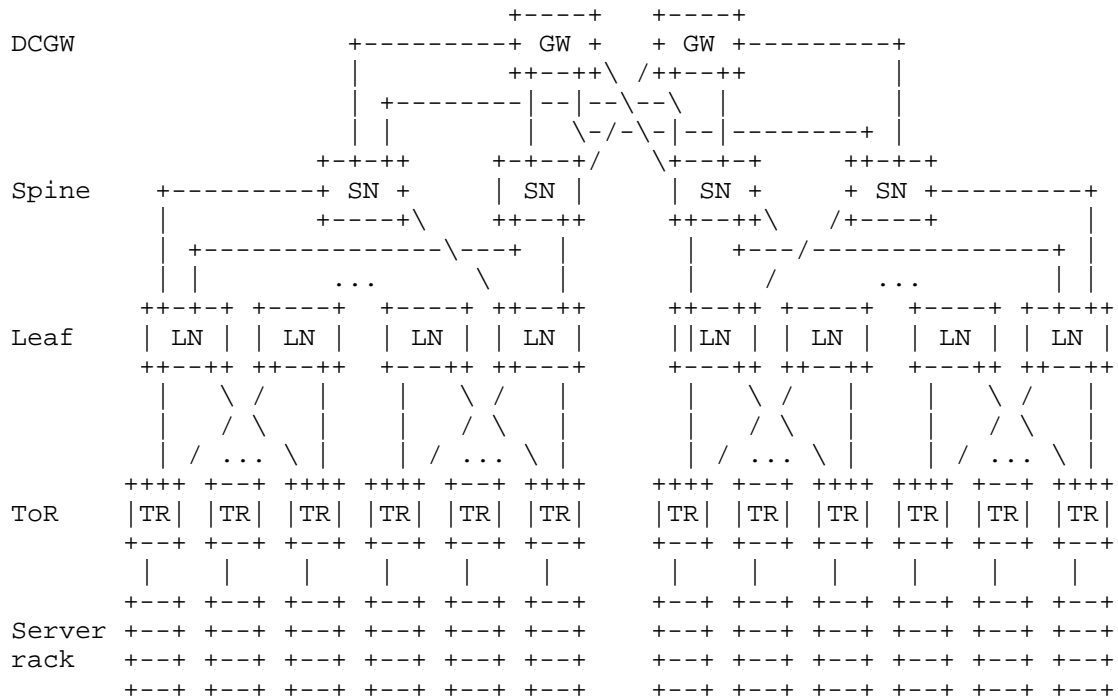 DCGW GW GW
Spine SN SN SN SN
... ...
Leaf LN LN LN LN LN LN LN LN
... ... ... ...
ToR TR TR TR TR TR TR TR TR TR TR TR TR
Server
rack